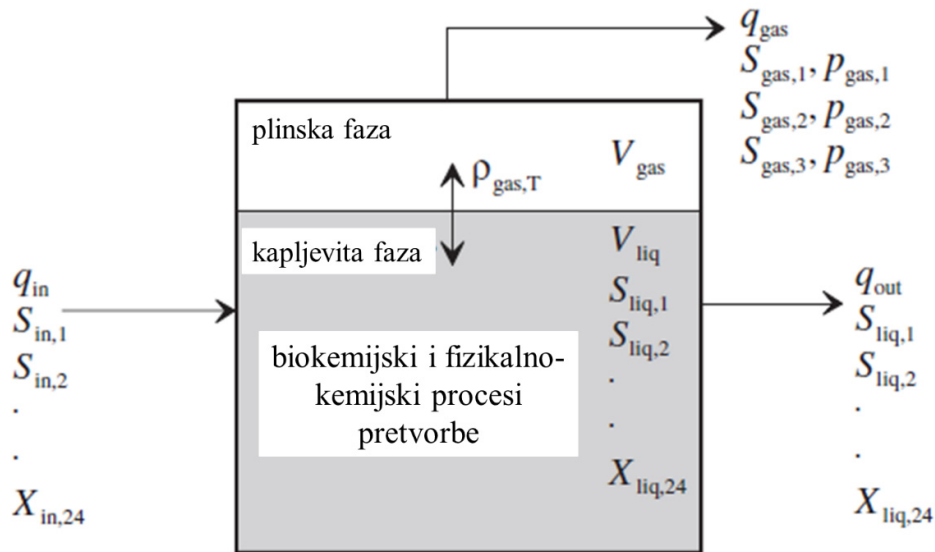 q_gas
S_gas,1, p_gas,1
S_gas,2, p_gas,2
S_gas,3, p_gas,3
plinska faza
V_gas
ρ_gas,T
kapljevita faza
V_liq
S_liq,1
S_liq,2
.
.
X_liq,24
biokemijski i fizikalno-
kemijski procesi
pretvorbe
q_in
S_in,1
S_in,2
.
.
X_in,24
q_out
S_liq,1
S_liq,2
.
.
X_liq,24